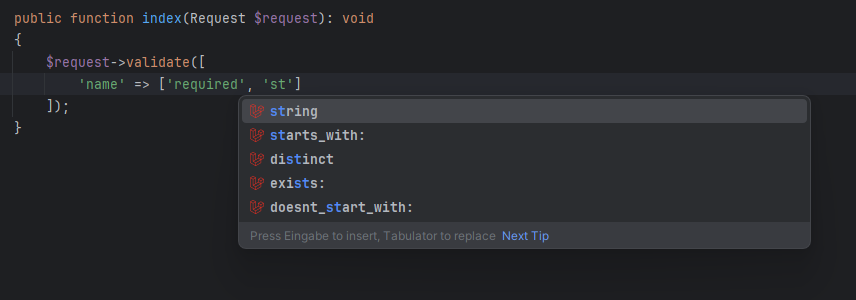 public function index(Request $request): void
{
$request->validate([
'name' => ['required', 'st']
]);
}
string
starts_with:
distinct
exists:
doesnt_start_with:
Press Eingabe to insert, Tabulator to replace Next Tip